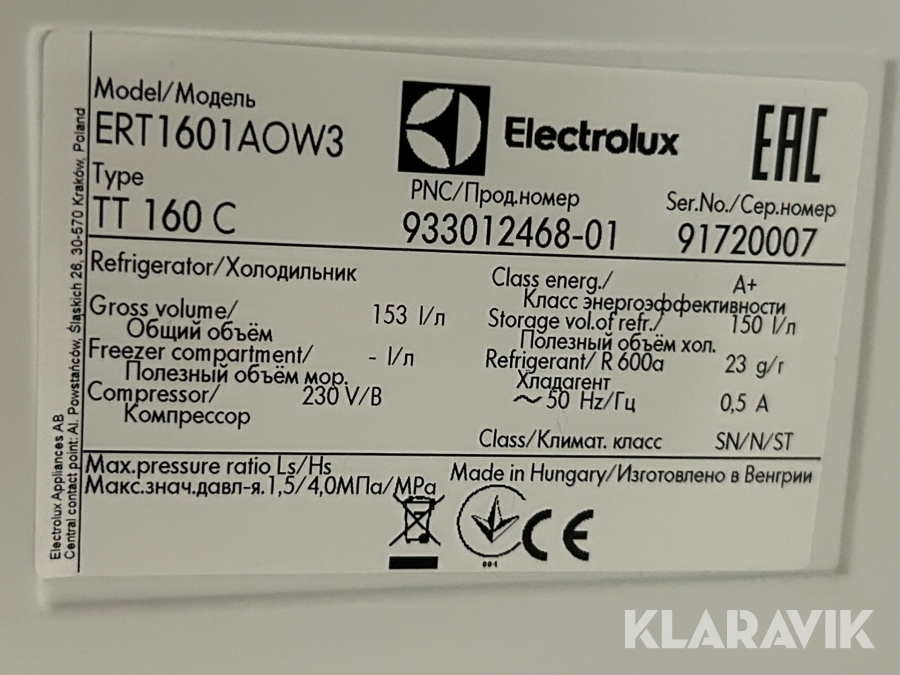 Model/Модель
ERT1601AOW3
Type
TT 160 C
Electrolux
EAC
PNC/Прод.номер
933012468-01
Ser.No./Сер.номер
91720007
Refrigerator/Холодильник
Gross volume/ 153 l/л
Общий объём
Freezer compartment/ - l/л
Полезный объём мор.
Compressor/ 230 V/В
Компрессор
Class energ./ A+
Класс энергоэффективности
Storage vol.of refr./ 150 l/л
Полезный объём хол.
Refrigerant/ R 600a 23 g/г
Хладагент
~ 50 Hz/Гц 0,5 A
Class/Климат. класс SN/N/ST
Max.pressure ratio Ls/Hs
Макс.знач.давл-я.1,5/4,0МПа/MPa
Made in Hungary/Изготовлено в Венгрии
001
CE
Electrolux Appliances AB
Central contact point: Al. Powstańców, Śląskich 26, 30-570 Kraków, Poland
KLARAVIK